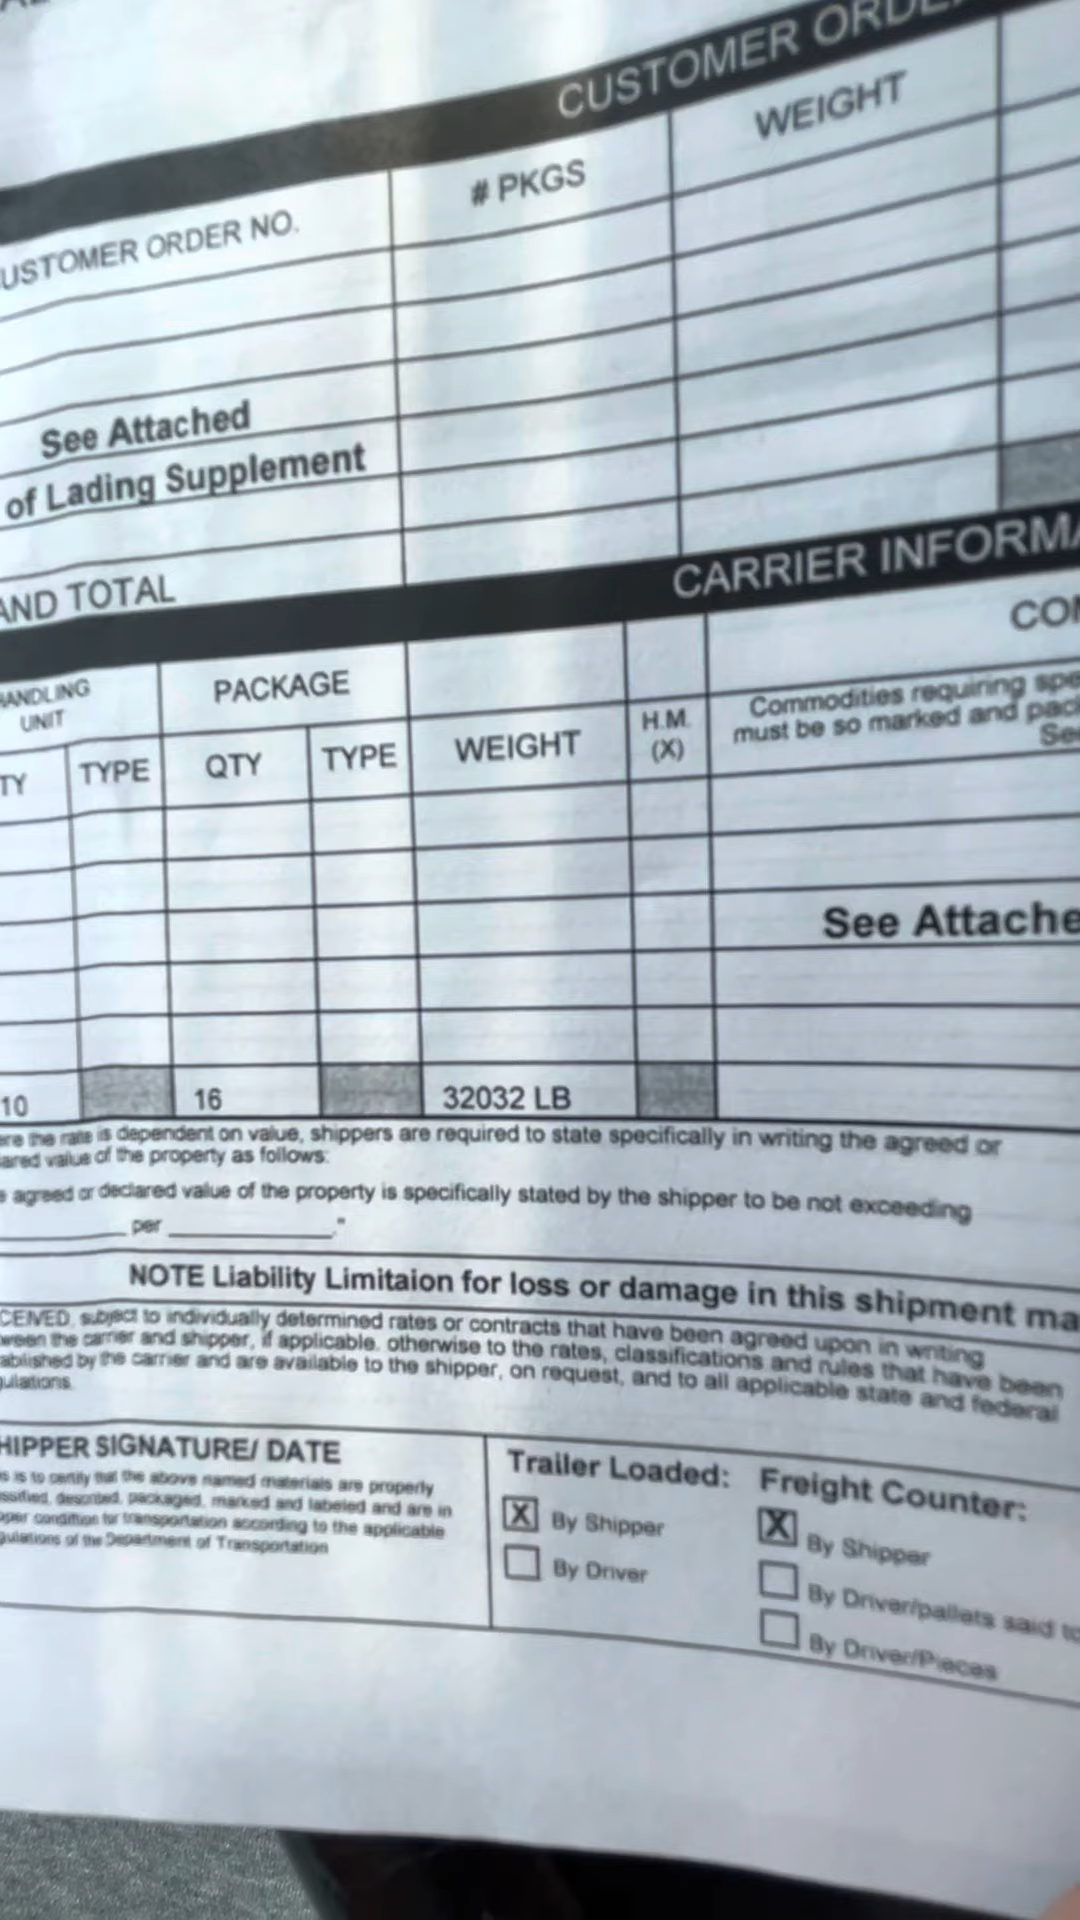 CUSTOMER ORDE
USTOMER ORDER NO.
# PKGS
WEIGHT
See Attached
of Lading Supplement
AND TOTAL
CARRIER INFORMA
HANDLING
UNIT
PACKAGE
WEIGHT
H.M.
(X)
COM
Commodities requiring spe
must be so marked and pack
See
TY
TYPE
QTY
TYPE
See Attache
10
16
32032 LB
ere the rate is dependent on value, shippers are required to state specifically in writing the agreed or
ared value of the property as follows:
e agreed or declared value of the property is specifically stated by the shipper to be not exceeding
per ."
NOTE Liability Limitaion for loss or damage in this shipment ma
CEIVED, subject to individually determined rates or contracts that have been agreed upon in writing
ween the carrier and shipper, if applicable, otherwise to the rates, classifications and rules that have been
ablished by the carrier and are available to the shipper, on request, and to all applicable state and federal
gulations.
HIPPER SIGNATURE/ DATE
s is to certify that the above named materials are properly
ssified, described, packaged, marked and labeled and are in
oper condition for transportation according to the applicable
gulations of the Department of Transportation
Trailer Loaded:
X By Shipper
By Driver
Freight Counter:
X By Shipper
By Driver/pallets said to
By Driver/Pieces